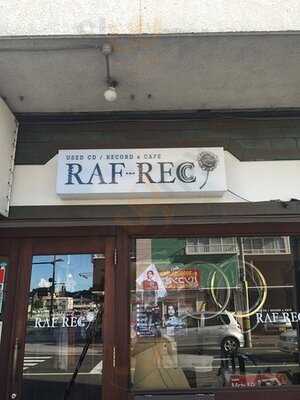 USED CD / RECORD & CAFE
RAF-REC
RAF REC
RAF-REC